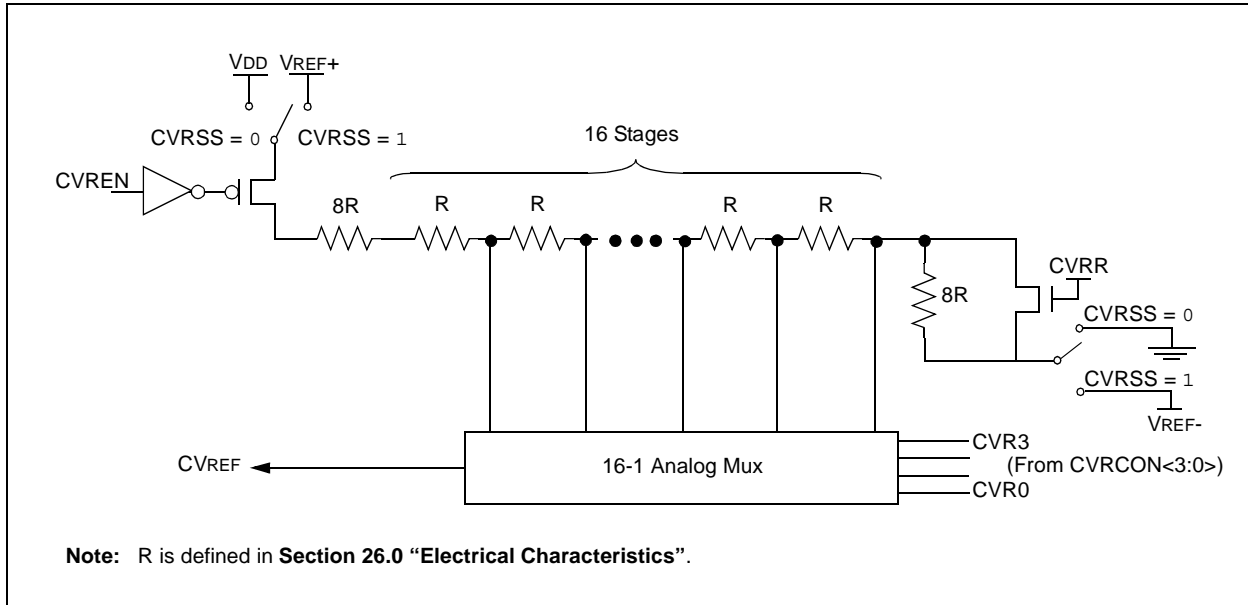 VDD VREF+
CVRSS = 0 CVRSS = 1
16 Stages
CVREN
8R R R R R
CVRR
8R
CVRSS = 0
CVRSS = 1
VREF-
CVREF
16-1 Analog Mux
CVR3
(From CVRCON<3:0>)
CVR0
Note: R is defined in Section 26.0 “Electrical Characteristics”.